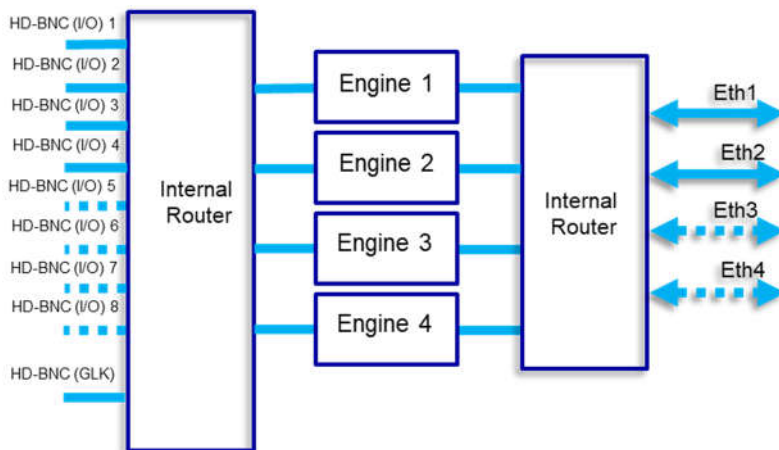 HD-BNC (I/O) 1
HD-BNC (I/O) 2
HD-BNC (I/O) 3
HD-BNC (I/O) 4
HD-BNC (I/O) 5
HD-BNC (I/O) 6
HD-BNC (I/O) 7
HD-BNC (I/O) 8
HD-BNC (GLK)
Internal
Router
Engine 1
Engine 2
Engine 3
Engine 4
Internal
Router
Eth1
Eth2
Eth3
Eth4